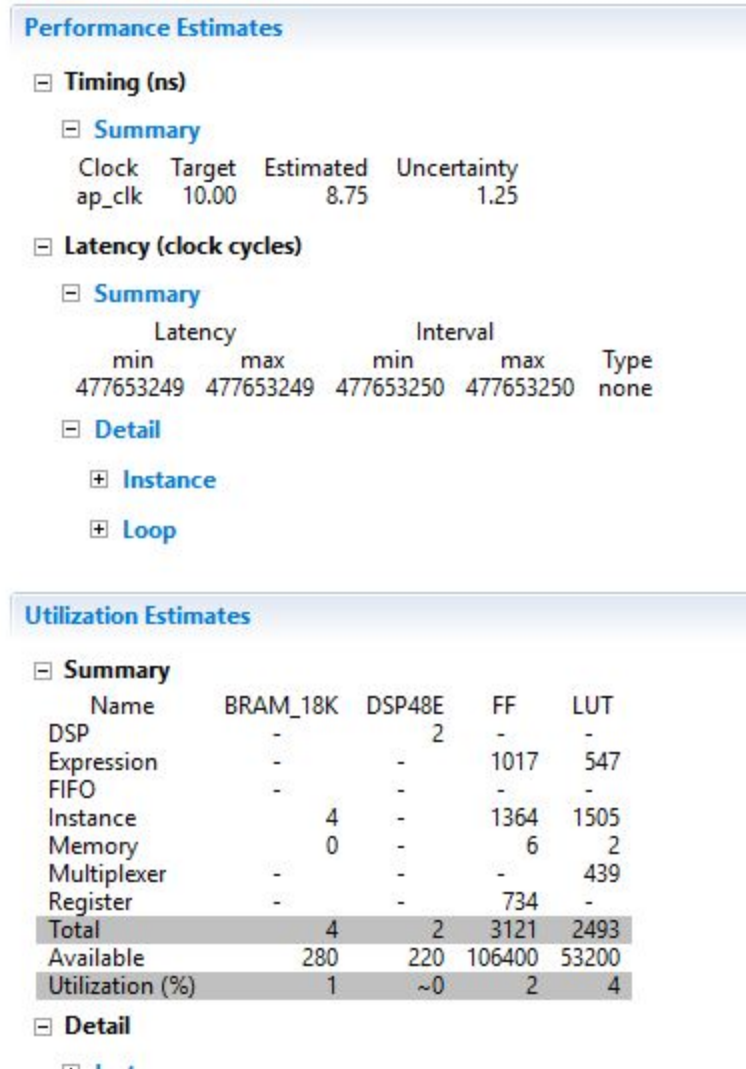 Performance Estimates
Timing (ns)
Summary
Clock Target Estimated Uncertainty
ap_clk 10.00 8.75 1.25
Latency (clock cycles)
Summary
Latency Interval
min max min max Type
477653249 477653249 477653250 477653250 none
Detail
Instance
Loop
Utilization Estimates
Summary
Name BRAM_18K DSP48E FF LUT
DSP - 2 - -
Expression - - 1017 547
FIFO - - - -
Instance 4 - 1364 1505
Memory 0 - 6 2
Multiplexer - - - 439
Register - - 734 -
Total 4 2 3121 2493
Available 280 220 106400 53200
Utilization (%) 1 ~0 2 4
Detail